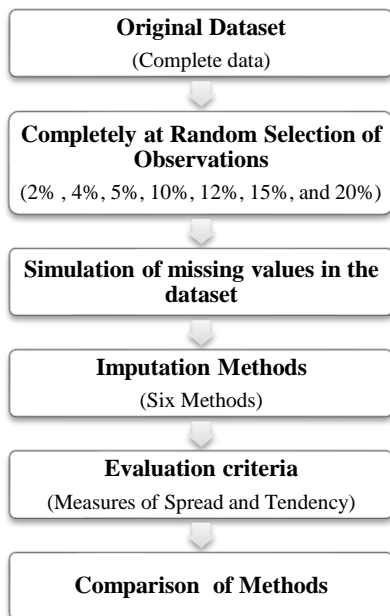 Original Dataset
(Complete data)
Completely at Random Selection of
Observations
(2% , 4%, 5%, 10%, 12%, 15%, and 20%)
Simulation of missing values in the
dataset
Imputation Methods
(Six Methods)
Evaluation criteria
(Measures of Spread and Tendency)
Comparison of Methods